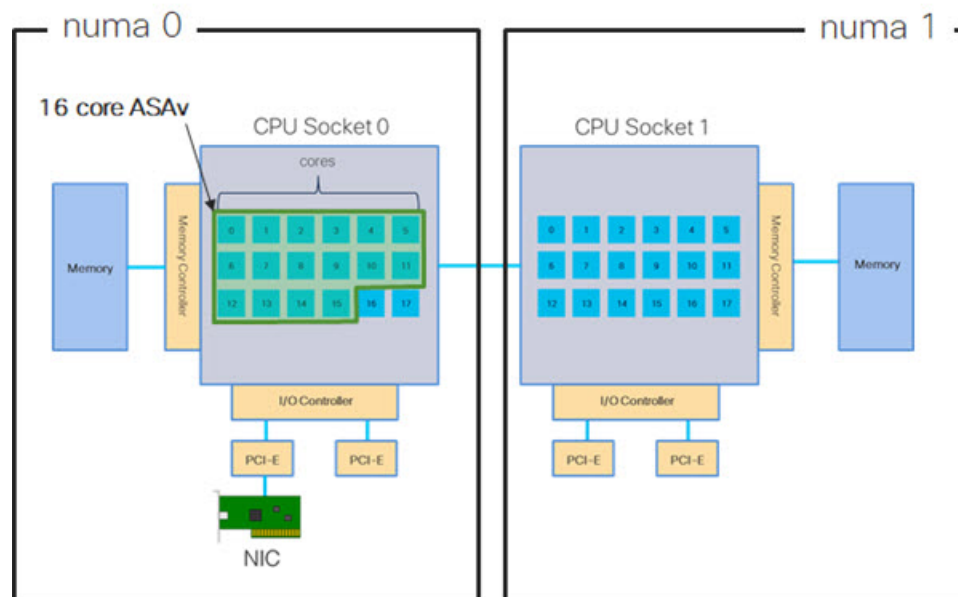 numa 0
numa 1
16 core ASAv
CPU Socket 0
CPU Socket 1
cores
0 1 2 3 4 5
0 1 2 3 4 5
Memory
Memory Controller
6 7 8 9 10 11
6 7 8 9 10 11
Memory Controller
Memory
12 13 14 15 16 17
12 13 14 15 16 17
I/O Controller
I/O Controller
PCI-E
PCI-E
PCI-E
PCI-E
NIC